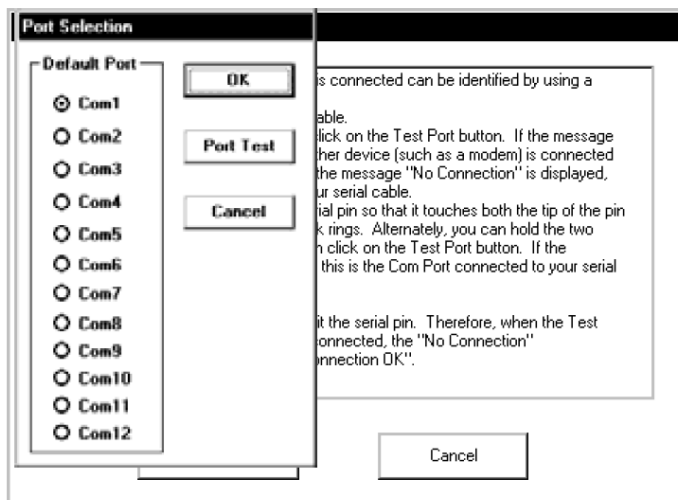 Port Selection
Default Port
Com1
Com2
Com3
Com4
Com5
Com6
Com7
Com8
Com9
Com10
Com11
Com12
OK
Port Test
Cancel
is connected can be identified by using a
able.
click on the Test Port button. If the message
ther device (such as a modem) is connected
the message "No Connection" is displayed,
ur serial cable.
ial pin so that it touches both the tip of the pin
k rings. Alternately, you can hold the two
n click on the Test Port button. If the
this is the Com Port connected to your serial
it the serial pin. Therefore, when the Test
connected, the "No Connection"
onnection OK".
Cancel